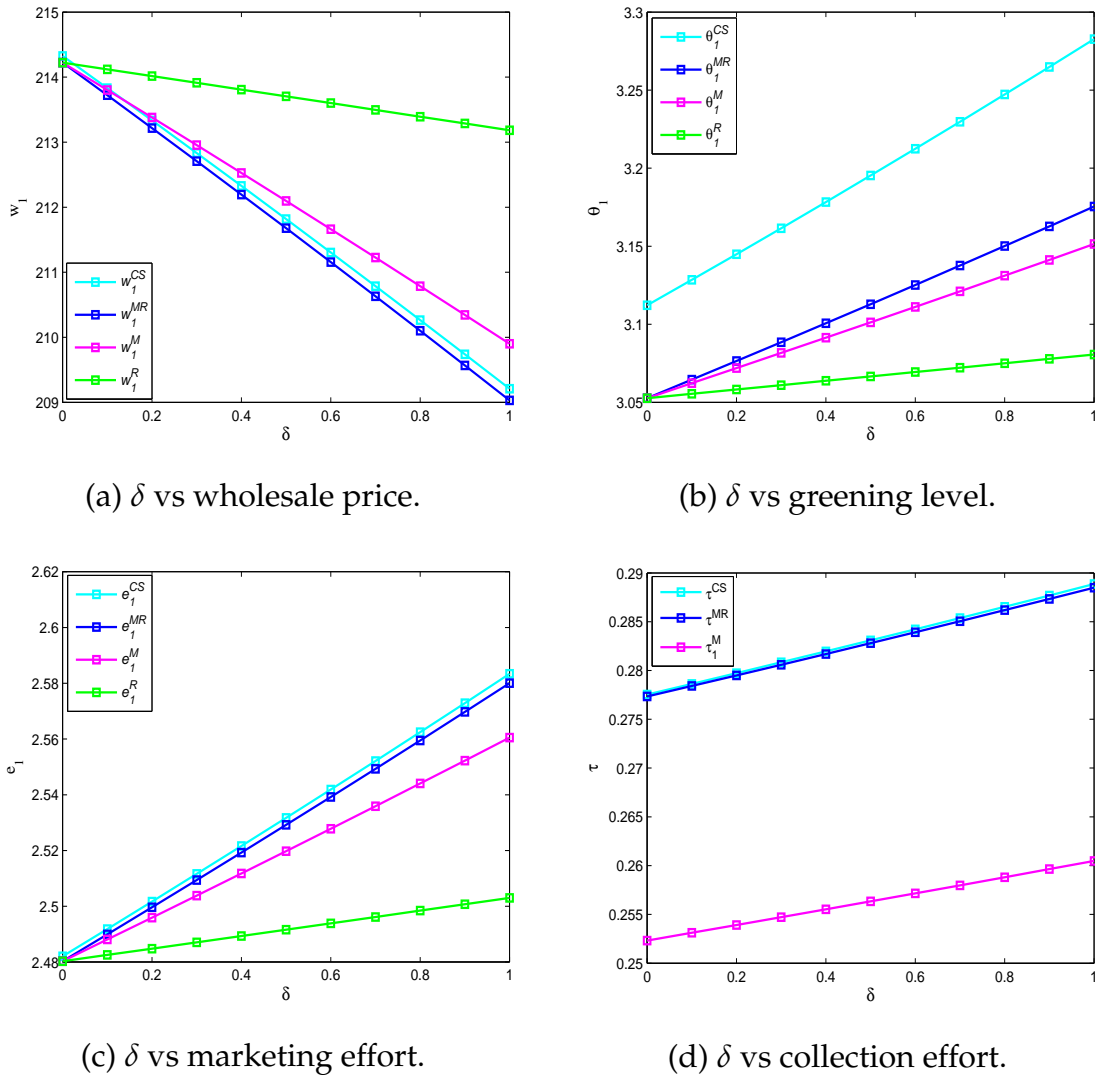 215
214
213
212
211
210
209
w₁
w₁^CS
w₁^MR
w₁^M
w₁^R
0 0.2 0.4 0.6 0.8 1
δ
(a) δ vs wholesale price.
3.3
3.25
3.2
3.15
3.1
3.05
θ₁
θ₁^CS
θ₁^MR
θ₁^M
θ₁^R
0 0.2 0.4 0.6 0.8 1
δ
(b) δ vs greening level.
2.62
2.6
2.58
2.56
2.54
2.52
2.5
2.48
e₁
e₁^CS
e₁^MR
e₁^M
e₁^R
0 0.2 0.4 0.6 0.8 1
δ
(c) δ vs marketing effort.
0.29
0.285
0.28
0.275
0.27
0.265
0.26
0.255
0.25
τ
τ^CS
τ^MR
τ₁^M
0 0.2 0.4 0.6 0.8 1
δ
(d) δ vs collection effort.